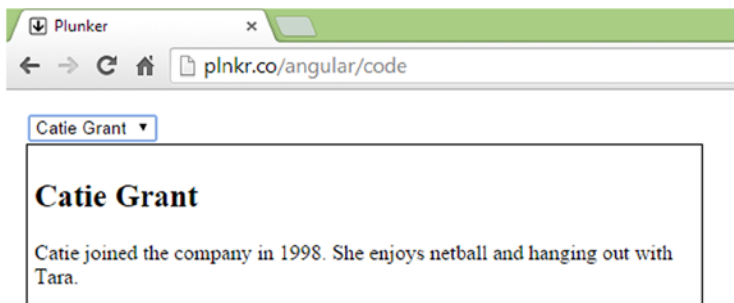 Plunker
plnkr.co/angular/code
Catie Grant
Catie Grant
Catie joined the company in 1998. She enjoys netball and hanging out with
Tara.